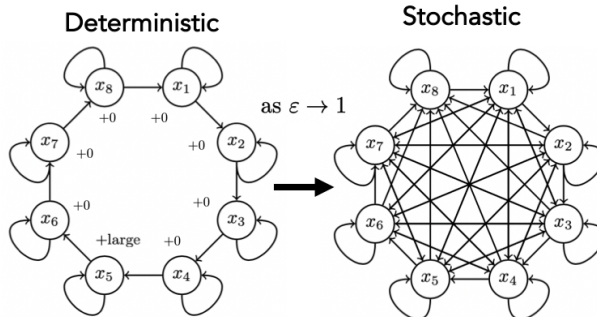 Deterministic
Stochastic
x8
x1
+0
+0
x7
+0
+0
x2
as ε → 1
x6
+0
+0
x3
+large
+0
x5
x4
x8
x1
x7
x2
x6
x3
x5
x4